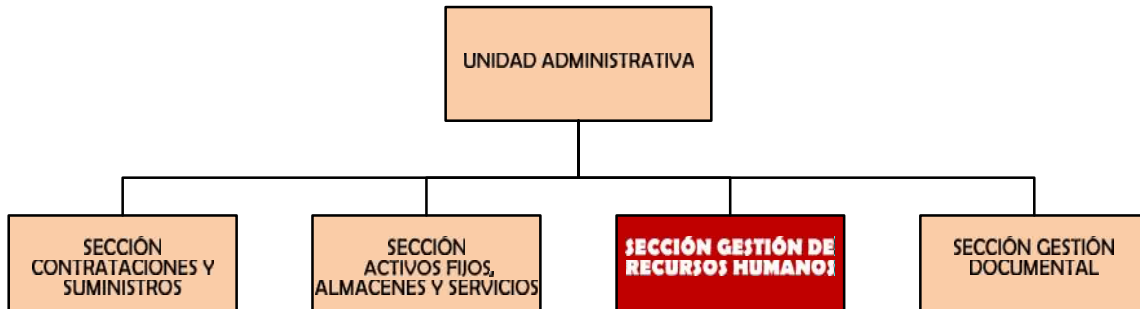 UNIDAD ADMINISTRATIVA
SECCIÓN
CONTRATACIONES Y
SUMINISTROS
SECCIÓN
ACTIVOS FIJOS,
ALMACENES Y SERVICIOS
SECCIÓN GESTIÓN DE
RECURSOS HUMANOS
SECCIÓN GESTIÓN
DOCUMENTAL